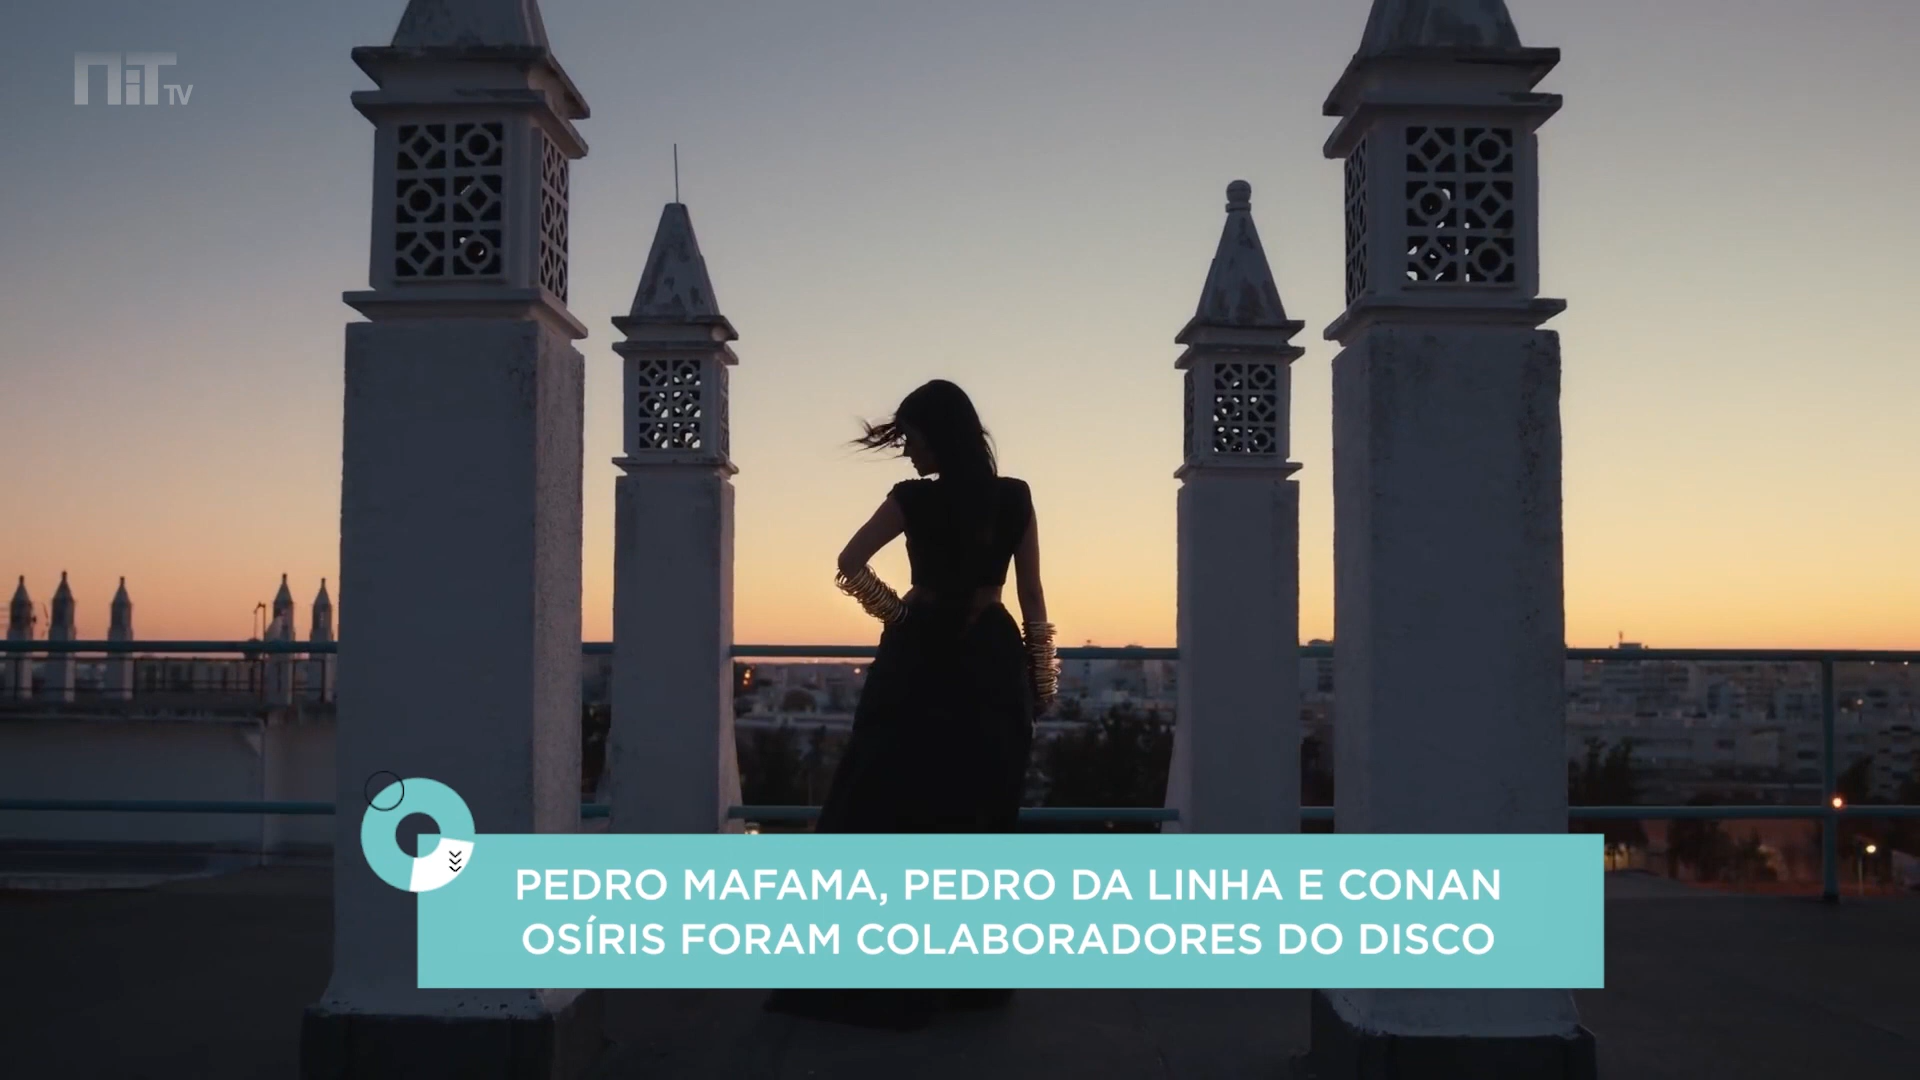 NiT TV
PEDRO MAFAMA, PEDRO DA LINHA E CONAN
OSÍRIS FORAM COLABORADORES DO DISCO